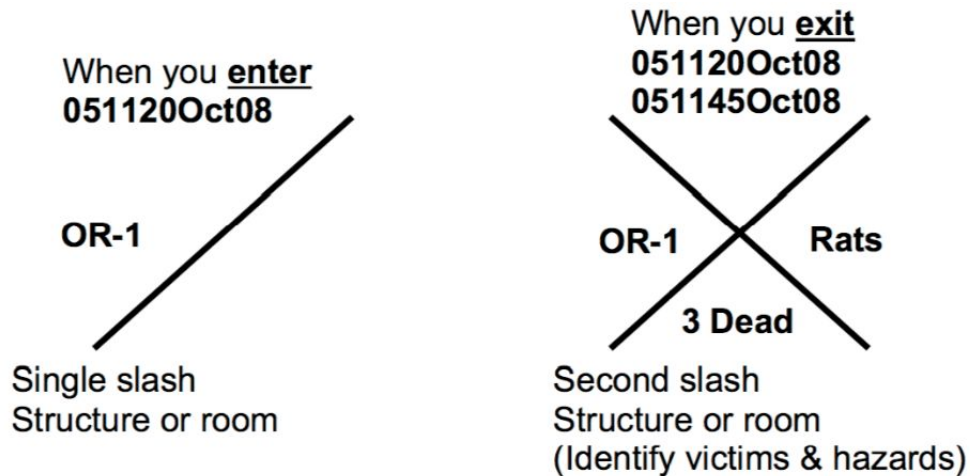 When you enter
051120Oct08
OR-1
Single slash
Structure or room
When you exit
051120Oct08
051145Oct08
OR-1
Rats
3 Dead
Second slash
Structure or room
(Identify victims & hazards)